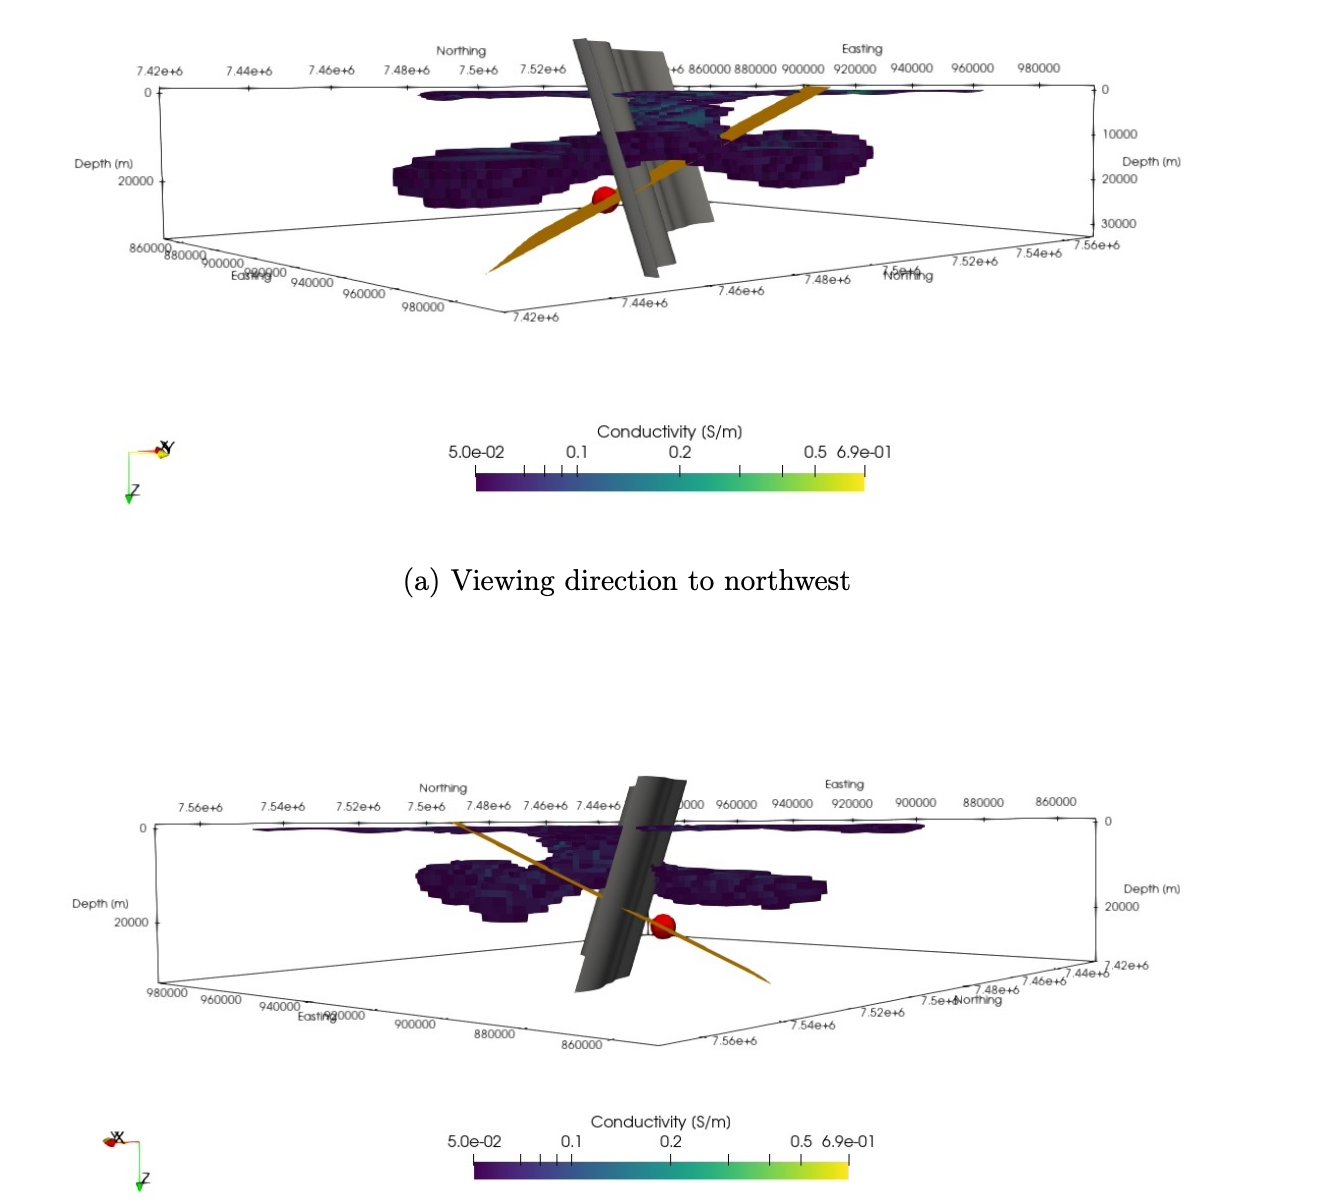 Northing Easting
7.42e+6 7.44e+6 7.46e+6 7.48e+6 7.5e+6 7.52e+6 e+6 860000 880000 900000 920000 940000 960000 980000
0 0
10000
Depth (m) Depth (m)
20000 20000
30000
860000 880000 900000 920000 940000 960000 980000
Easting
7.42e+6 7.44e+6 7.46e+6 7.48e+6 7.5e+6 7.52e+6 7.54e+6 7.56e+6
Northing
X Y
Z
Conductivity (S/m)
5.0e-02 0.1 0.2 0.5 6.9e-01
(a) Viewing direction to northwest
Northing Easting
7.56e+6 7.54e+6 7.52e+6 7.5e+6 7.48e+6 7.46e+6 7.44e+6 0000 960000 940000 920000 900000 880000 860000
0 0
Depth (m) Depth (m)
20000 20000
980000 960000 940000 920000 900000 880000 860000
Easting
7.56e+6 7.54e+6 7.52e+6 7.5e+6 7.48e+6 7.46e+6 7.44e+6 7.42e+6
Northing
X
Z
Conductivity (S/m)
5.0e-02 0.1 0.2 0.5 6.9e-01